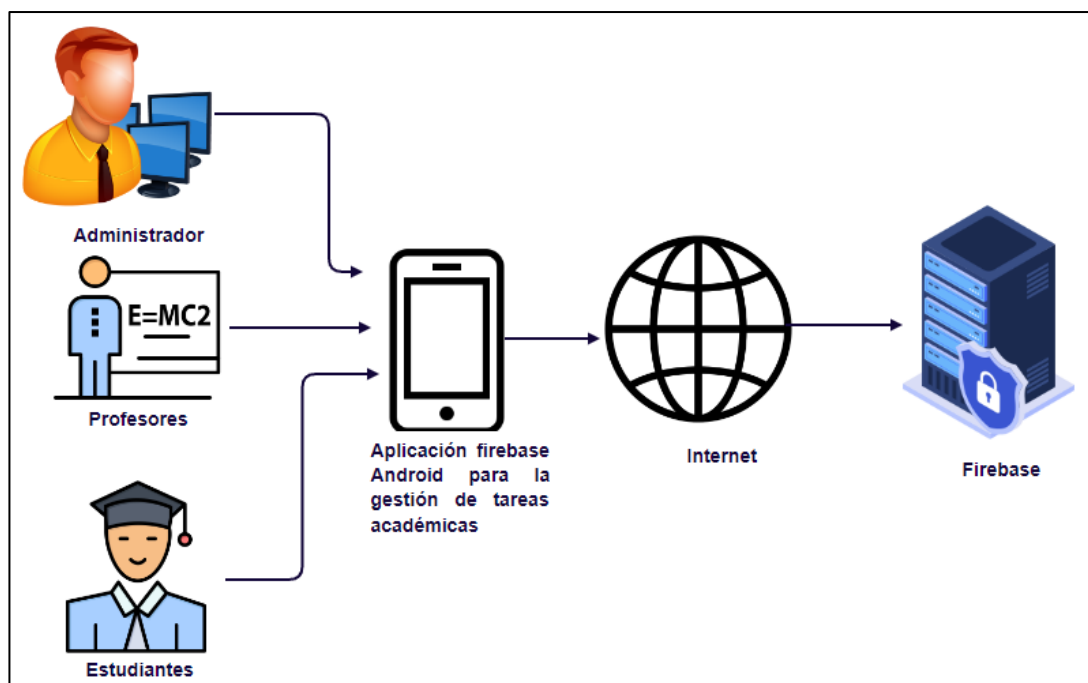 Administrador
E=MC2
Profesores
Aplicación firebase
Android para la
gestión de tareas
académicas
Internet
Firebase
Estudiantes